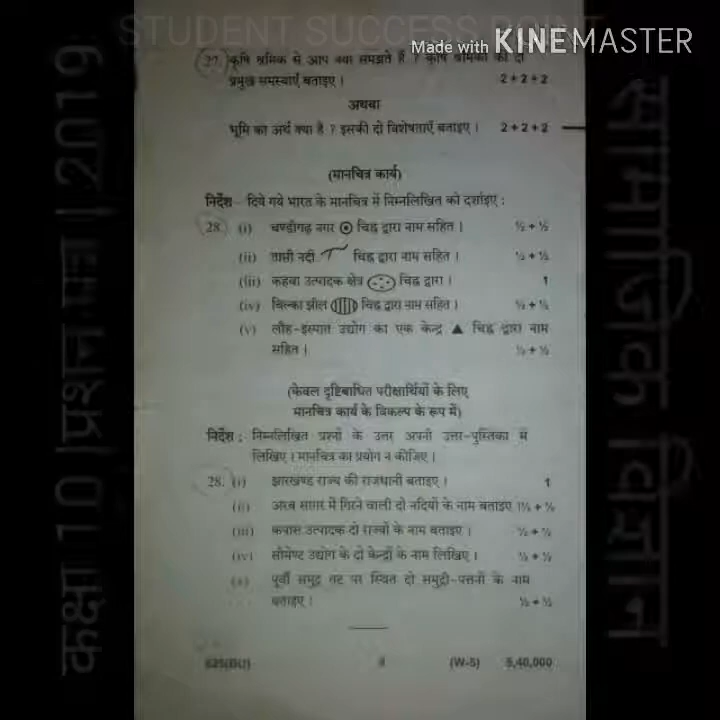 STUDENT SUCCESS POINT
Made with KINEMASTER
27. कृषि श्रमिक से आप क्या समझते हैं ? कृषि श्रमिकों की दो
प्रमुख समस्याएँ बताइए । 2 + 2 + 2
अथवा
भूमि का अर्थ क्या है ? इसकी दो विशेषताएँ बताइए । 2 + 2 + 2
(मानचित्र कार्य)
निर्देश – दिये गये भारत के मानचित्र में निम्नलिखित को दर्शाइए :
28. (i) चण्डीगढ़ नगर चिह्न द्वारा नाम सहित । ½ + ½
(ii) ताप्ती नदी चिह्न द्वारा नाम सहित । ½ + ½
(iii) कहवा उत्पादक क्षेत्र चिह्न द्वारा । 1
(iv) चिल्का झील चिह्न द्वारा नाम सहित । ½ + ½
(v) लौह-इस्पात उद्योग का एक केन्द्र ▲ चिह्न द्वारा नाम
सहित । ½ + ½
(केवल दृष्टिबाधित परीक्षार्थियों के लिए
मानचित्र कार्य के विकल्प के रूप में)
निर्देश : निम्नलिखित प्रश्नों के उत्तर अपनी उत्तर-पुस्तिका में
लिखिए । मानचित्र का प्रयोग न कीजिए ।
28. (i) झारखण्ड राज्य की राजधानी बताइए । 1
(ii) अरब सागर में गिरने वाली दो नदियों के नाम बताइए ।½ + ½
(iii) कपास उत्पादक दो राज्यों के नाम बताइए । ½ + ½
(iv) सीमेण्ट उद्योग के दो केन्द्रों के नाम लिखिए । ½ + ½
(v) पूर्वी समुद्र तट पर स्थित दो समुद्री-पत्तनों के नाम
बताइए । ½ + ½
825(BU) 8 (W-5) 5,40,000
कक्षा 10 |प्रश्न पत्र | 2019:
सामाजिक विज्ञान